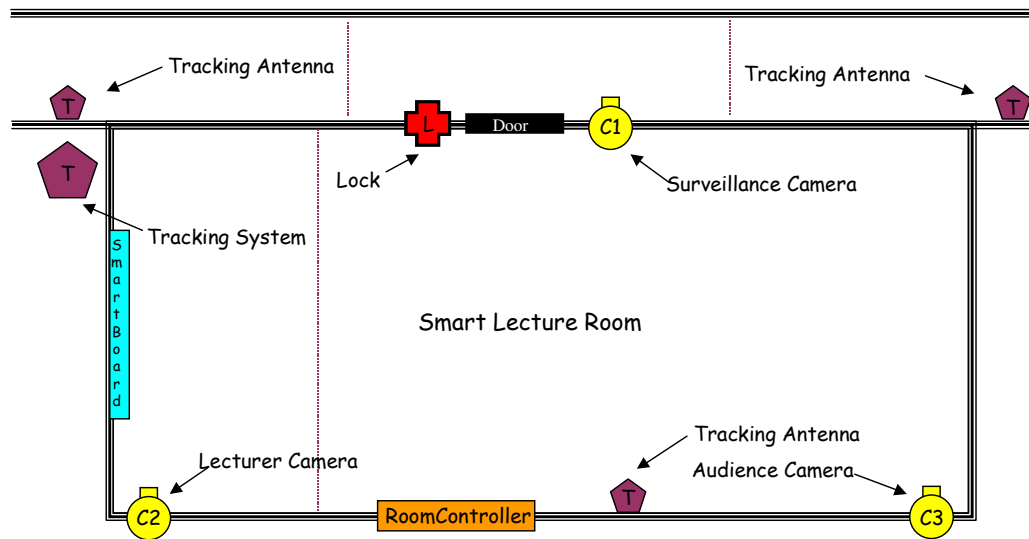 Tracking Antenna
Tracking Antenna
T
T
L
Door
C1
T
Lock
Surveillance Camera
Tracking System
SmartBoard
Smart Lecture Room
Tracking Antenna
Lecturer Camera
Audience Camera
C2
RoomController
T
C3